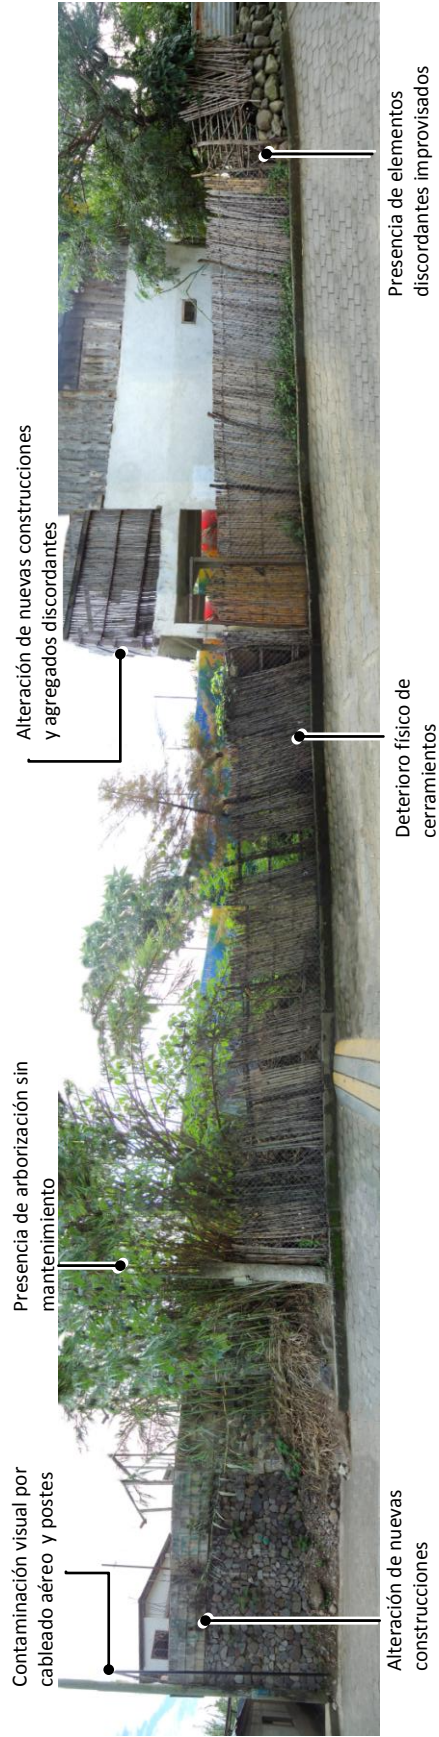 Contaminación visual por
cableado aéreo y postes
Presencia de arborización sin
mantenimiento
Alteración de nuevas construcciones
y agregados discordantes
Alteración de nuevas
construcciones
Deterioro físico de
cerramientos
Presencia de elementos
discordantes improvisados